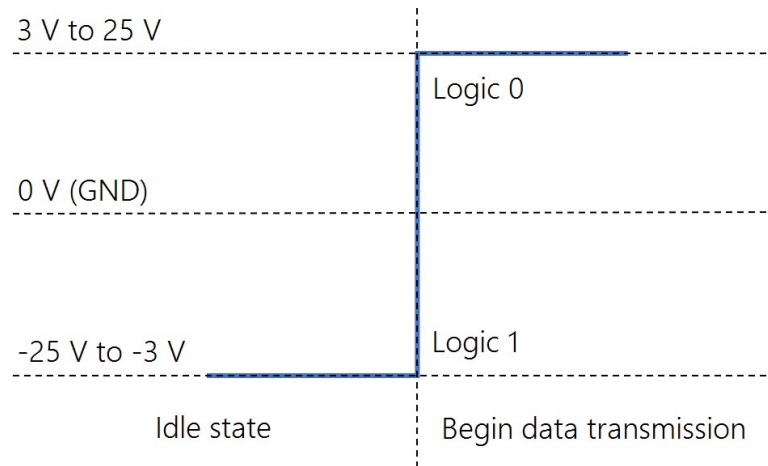 3 V to 25 V
Logic 0
0 V (GND)
Logic 1
-25 V to -3 V
Idle state
Begin data transmission